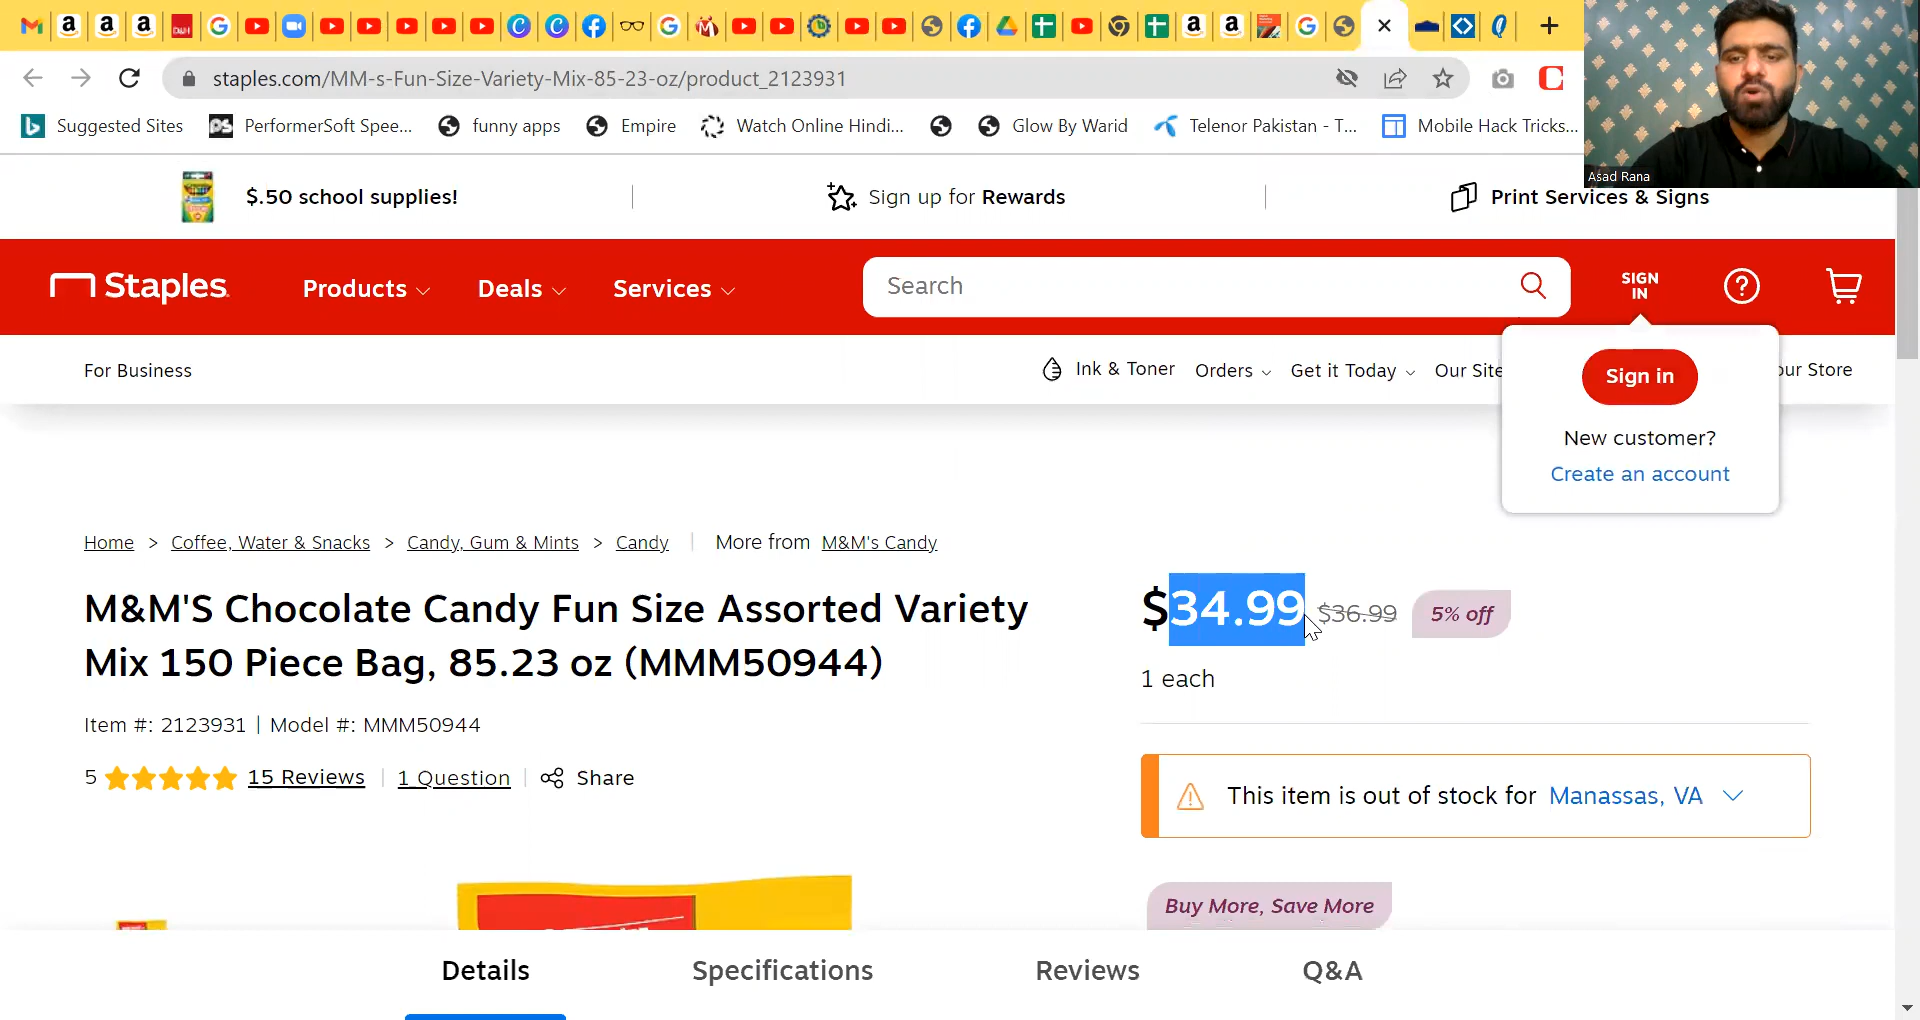 staples.com/MM-s-Fun-Size-Variety-Mix-85-23-oz/product_2123931
Suggested Sites
PerformerSoft Spee...
funny apps
Empire
Watch Online Hindi...
Glow By Warid
Telenor Pakistan - T...
Mobile Hack Tricks...
Asad Rana
$.50 school supplies!
Sign up for Rewards
Print Services & Signs
Staples
Products
Deals
Services
Search
SIGN
IN
For Business
Ink & Toner
Orders
Get it Today
Our Site
our Store
Sign in
New customer?
Create an account
Home > Coffee, Water & Snacks > Candy, Gum & Mints > Candy | More from M&M's Candy
M&M'S Chocolate Candy Fun Size Assorted Variety
Mix 150 Piece Bag, 85.23 oz (MMM50944)
Item #: 2123931 | Model #: MMM50944
5
15 Reviews
1 Question
Share
$34.99 $36.99 5% off
1 each
This item is out of stock for Manassas, VA
Buy More, Save More
Details
Specifications
Reviews
Q&A